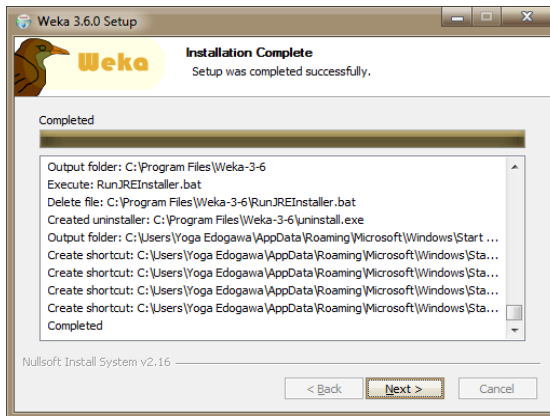 Weka 3.6.0 Setup
Weka
Installation Complete
Setup was completed successfully.
Completed
Output folder: C:\Program Files\Weka-3-6
Execute: RunJREInstaller.bat
Delete file: C:\Program Files\Weka-3-6\RunJREInstaller.bat
Created uninstaller: C:\Program Files\Weka-3-6\uninstall.exe
Output folder: C:\Users\Yoga Edogawa\AppData\Roaming\Microsoft\Windows\Start ...
Create shortcut: C:\Users\Yoga Edogawa\AppData\Roaming\Microsoft\Windows\Sta...
Create shortcut: C:\Users\Yoga Edogawa\AppData\Roaming\Microsoft\Windows\Sta...
Create shortcut: C:\Users\Yoga Edogawa\AppData\Roaming\Microsoft\Windows\Sta...
Create shortcut: C:\Users\Yoga Edogawa\AppData\Roaming\Microsoft\Windows\Sta...
Completed
Nullsoft Install System v2.16
< Back Next > Cancel